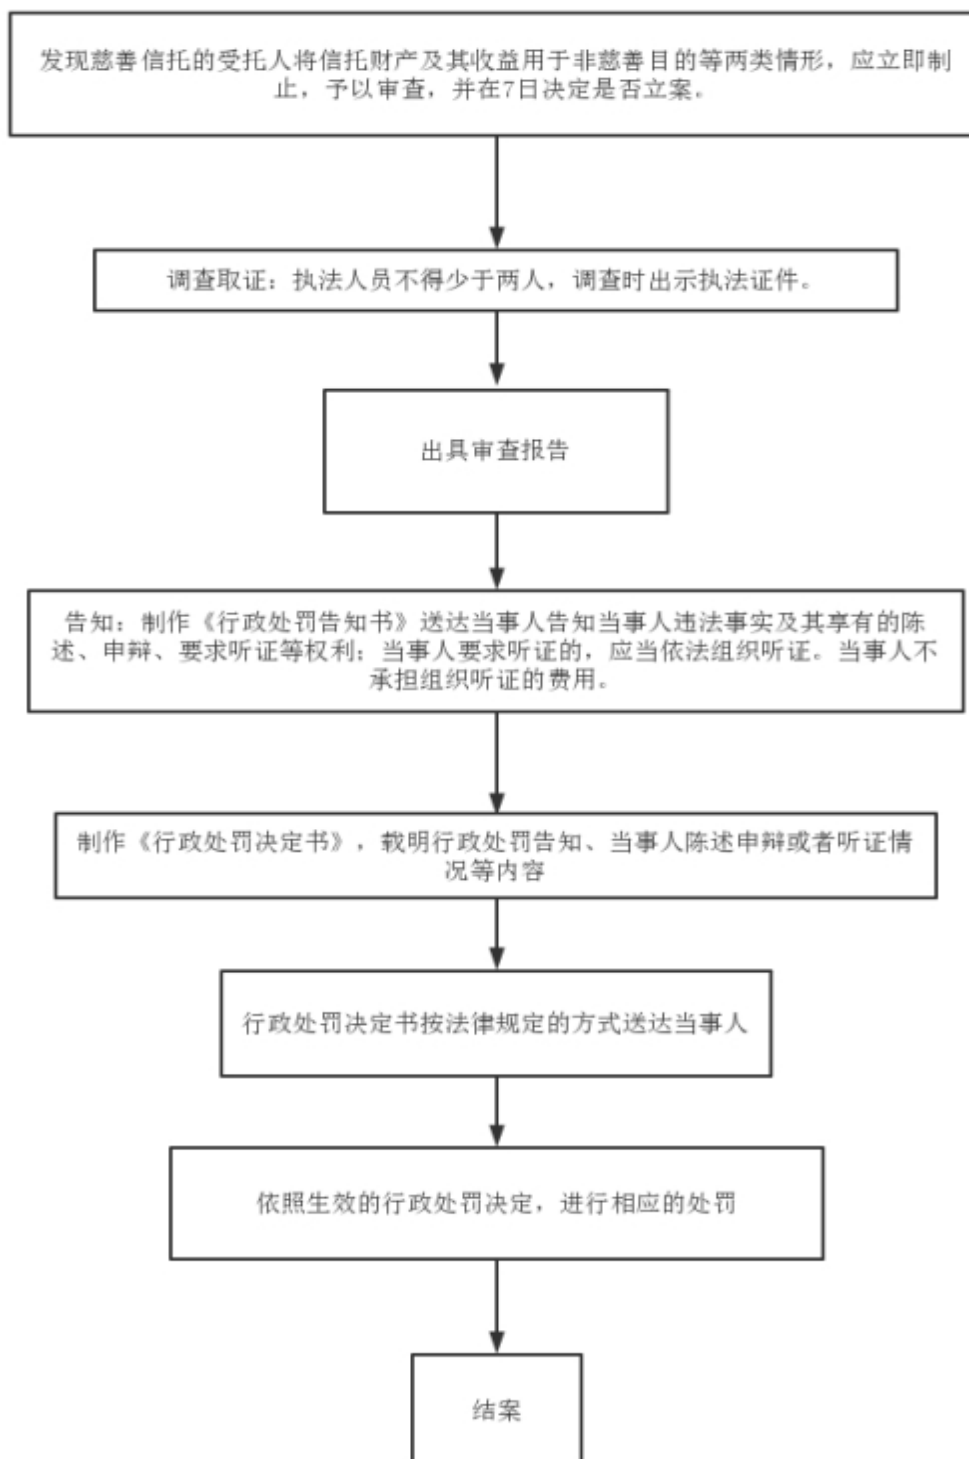 发现慈善信托的受托人将信托财产及其收益用于非慈善目的等两类情形，应立即制
止，予以审查，并在7日决定是否立案。
调查取证：执法人员不得少于两人，调查时出示执法证件。
出具审查报告
告知：制作《行政处罚告知书》送达当事人告知当事人违法事实及其享有的陈
述、申辩、要求听证等权利；当事人要求听证的，应当依法组织听证。当事人不
承担组织听证的费用。
制作《行政处罚决定书》，载明行政处罚告知、当事人陈述申辩或者听证情
况等内容
行政处罚决定书按法律规定的方式送达当事人
依照生效的行政处罚决定，进行相应的处罚
结案